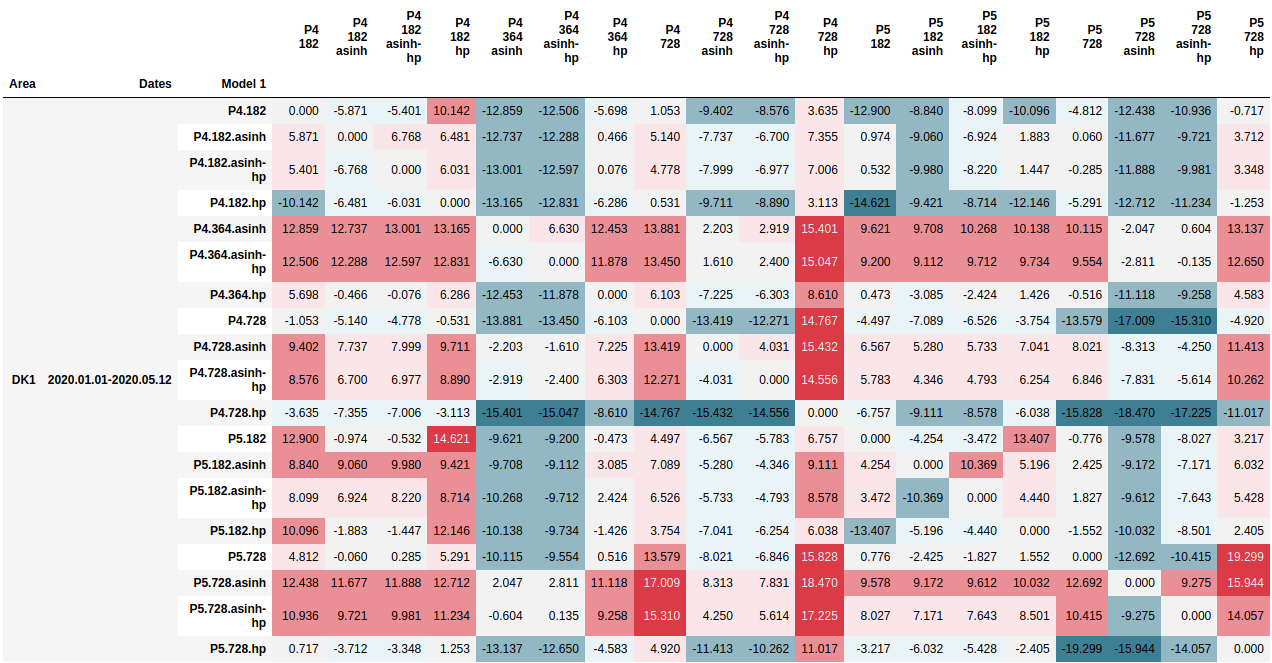 P4 182 P4 182 asinh P4 182 asinh-hp P4 182 hp P4 364 asinh P4 364 asinh-hp P4 364 hp P4 728 P4 728 asinh P4 728 asinh-hp P4 728 hp P5 182 P5 182 asinh P5 182 asinh-hp P5 182 hp P5 728 P5 728 asinh P5 728 asinh-hp P5 728 hp
Area Dates Model 1
P4.182 0.000 -5.871 -5.401 10.142 -12.859 -12.506 -5.698 1.053 -9.402 -8.576 3.635 -12.900 -8.840 -8.099 -10.096 -4.812 -12.438 -10.936 -0.717
P4.182.asinh 5.871 0.000 6.768 6.481 -12.737 -12.288 0.466 5.140 -7.737 -6.700 7.355 0.974 -9.060 -6.924 1.883 0.060 -11.677 -9.721 3.712
P4.182.asinh-hp 5.401 -6.768 0.000 6.031 -13.001 -12.597 0.076 4.778 -7.999 -6.977 7.006 0.532 -9.980 -8.220 1.447 -0.285 -11.888 -9.981 3.348
P4.182.hp -10.142 -6.481 -6.031 0.000 -13.165 -12.831 -6.286 0.531 -9.711 -8.890 3.113 -14.621 -9.421 -8.714 -12.146 -5.291 -12.712 -11.234 -1.253
P4.364.asinh 12.859 12.737 13.001 13.165 0.000 6.630 12.453 13.881 2.203 2.919 15.401 9.621 9.708 10.268 10.138 10.115 -2.047 0.604 13.137
P4.364.asinh-hp 12.506 12.288 12.597 12.831 -6.630 0.000 11.878 13.450 1.610 2.400 15.047 9.200 9.112 9.712 9.734 9.554 -2.811 -0.135 12.650
P4.364.hp 5.698 -0.466 -0.076 6.286 -12.453 -11.878 0.000 6.103 -7.225 -6.303 8.610 0.473 -3.085 -2.424 1.426 -0.516 -11.118 -9.258 4.583
P4.728 -1.053 -5.140 -4.778 -0.531 -13.881 -13.450 -6.103 0.000 -13.419 -12.271 14.767 -4.497 -7.089 -6.526 -3.754 -13.579 -17.009 -15.310 -4.920
P4.728.asinh 9.402 7.737 7.999 9.711 -2.203 -1.610 7.225 13.419 0.000 4.031 15.432 6.567 5.280 5.733 7.041 8.021 -8.313 -4.250 11.413
DK1 2020.01.01-2020.05.12 P4.728.asinh-hp 8.576 6.700 6.977 8.890 -2.919 -2.400 6.303 12.271 -4.031 0.000 14.556 5.783 4.346 4.793 6.254 6.846 -7.831 -5.614 10.262
P4.728.hp -3.635 -7.355 -7.006 -3.113 -15.401 -15.047 -8.610 -14.767 -15.432 -14.556 0.000 -6.757 -9.111 -8.578 -6.038 -15.828 -18.470 -17.225 -11.017
P5.182 12.900 -0.974 -0.532 14.621 -9.621 -9.200 -0.473 4.497 -6.567 -5.783 6.757 0.000 -4.254 -3.472 13.407 -0.776 -9.578 -8.027 3.217
P5.182.asinh 8.840 9.060 9.980 9.421 -9.708 -9.112 3.085 7.089 -5.280 -4.346 9.111 4.254 0.000 10.369 5.196 2.425 -9.172 -7.171 6.032
P5.182.asinh-hp 8.099 6.924 8.220 8.714 -10.268 -9.712 2.424 6.526 -5.733 -4.793 8.578 3.472 -10.369 0.000 4.440 1.827 -9.612 -7.643 5.428
P5.182.hp 10.096 -1.883 -1.447 12.146 -10.138 -9.734 -1.426 3.754 -7.041 -6.254 6.038 -13.407 -5.196 -4.440 0.000 -1.552 -10.032 -8.501 2.405
P5.728 4.812 -0.060 0.285 5.291 -10.115 -9.554 0.516 13.579 -8.021 -6.846 15.828 0.776 -2.425 -1.827 1.552 0.000 -12.692 -10.415 19.299
P5.728.asinh 12.438 11.677 11.888 12.712 2.047 2.811 11.118 17.009 8.313 7.831 18.470 9.578 9.172 9.612 10.032 12.692 0.000 9.275 15.944
P5.728.asinh-hp 10.936 9.721 9.981 11.234 -0.604 0.135 9.258 15.310 4.250 5.614 17.225 8.027 7.171 7.643 8.501 10.415 -9.275 0.000 14.057
P5.728.hp 0.717 -3.712 -3.348 1.253 -13.137 -12.650 -4.583 4.920 -11.413 -10.262 11.017 -3.217 -6.032 -5.428 -2.405 -19.299 -15.944 -14.057 0.000